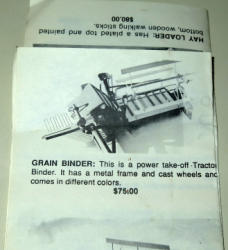 HAY LOADER: Has a plated top and painted
bottom, wooden walking sticks.
$80.00
GRAIN BINDER: This is a power take-off Tractor
Binder. It has a metal frame and cast wheels and
comes in different colors.
$75.00